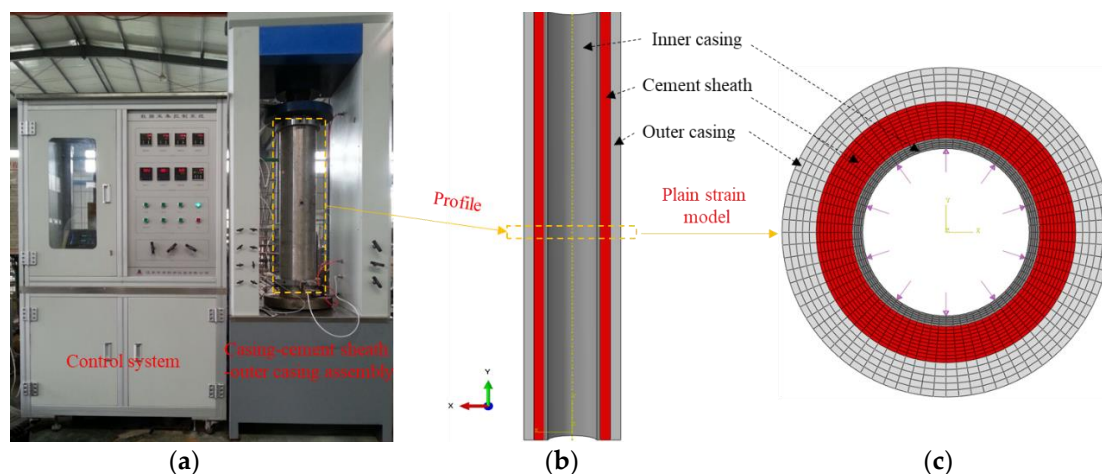 Control system
Casing-cement sheath
-outer casing assembly
Profile
Y
X
Inner casing
Cement sheath
Outer casing
Plain strain
model
Y
X
(a)
(b)
(c)